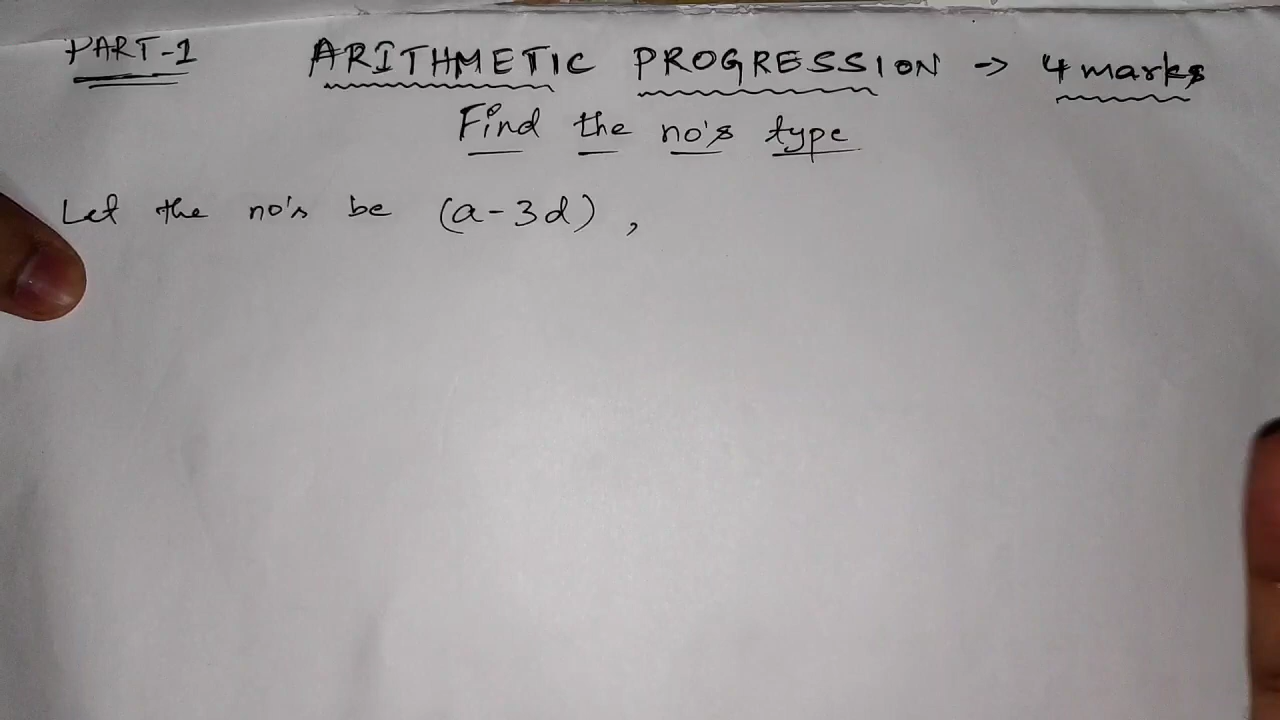 PART-1 ARITHMETIC PROGRESSION → 4 marks
Find the no's type
Let the no's be (a-3d) ,